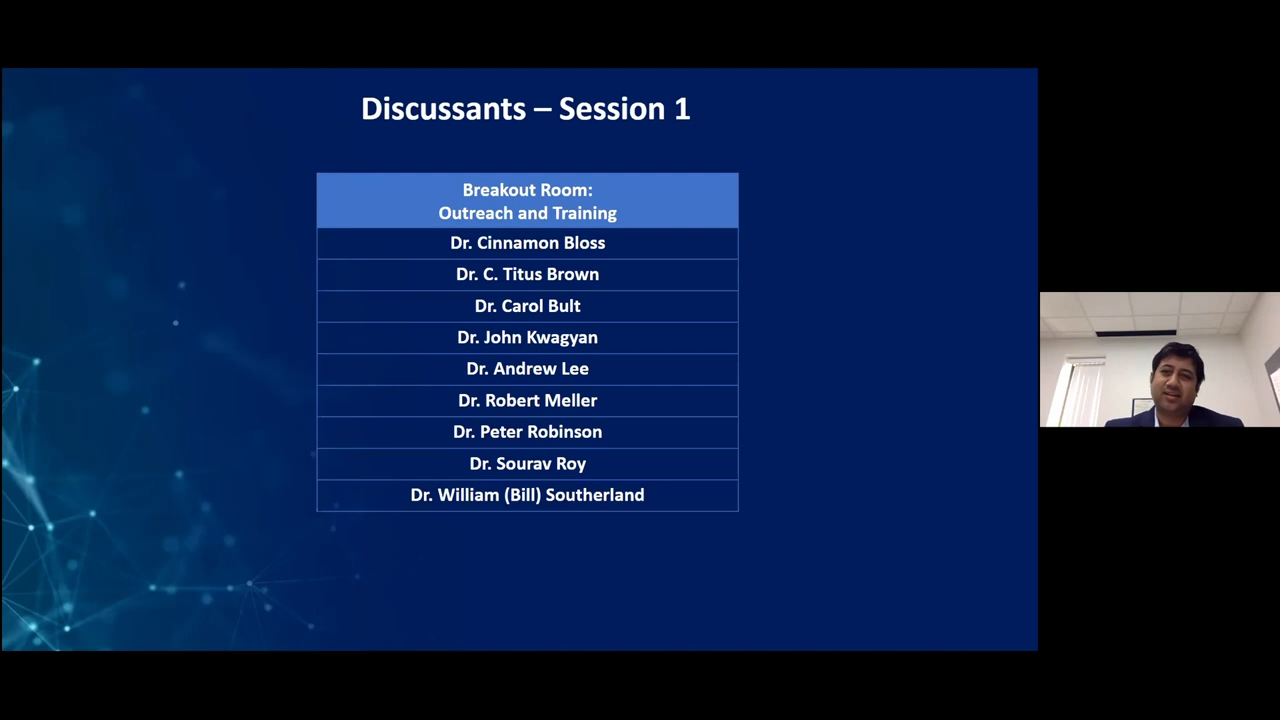 Discussants – Session 1
Breakout Room:
Outreach and Training
Dr. Cinnamon Bloss
Dr. C. Titus Brown
Dr. Carol Bult
Dr. John Kwagyan
Dr. Andrew Lee
Dr. Robert Meller
Dr. Peter Robinson
Dr. Sourav Roy
Dr. William (Bill) Southerland